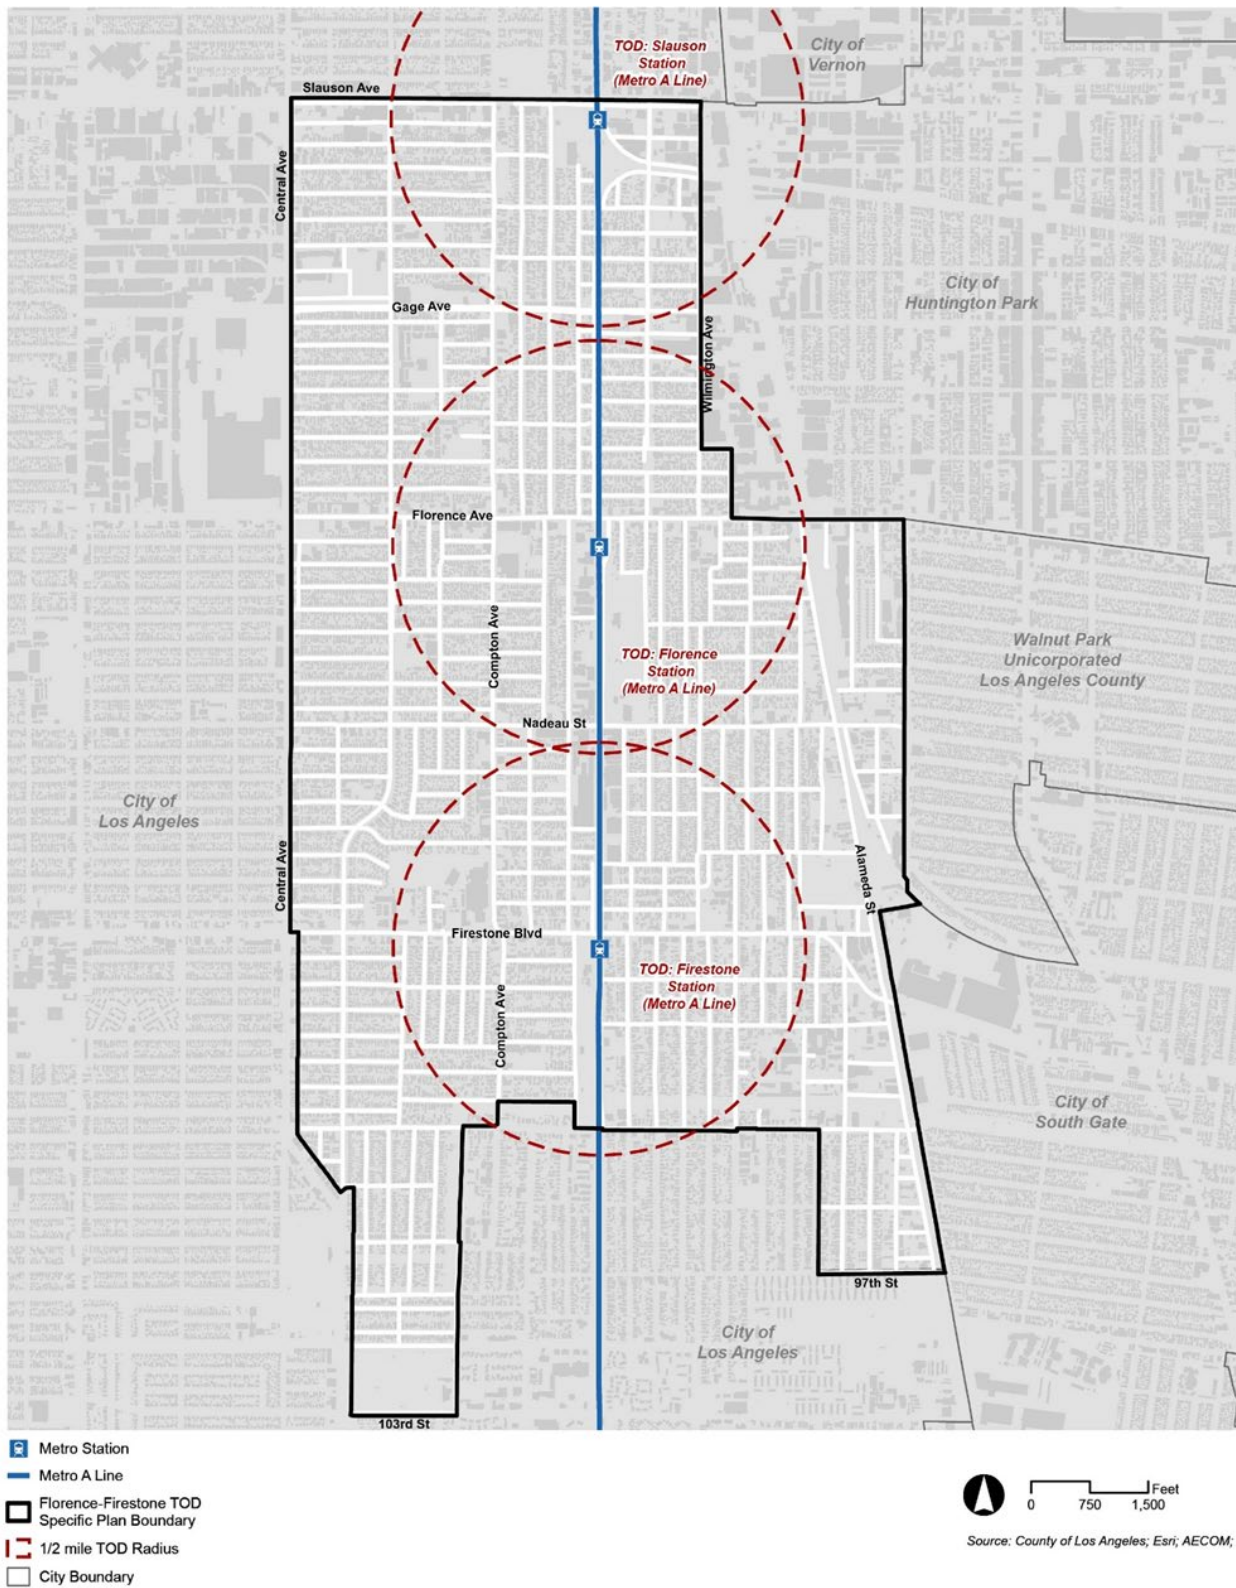 TOD: Slauson
Station
(Metro A Line)
City of
Vernon
Slauson Ave
Central Ave
City of
Huntington Park
Gage Ave
Wilmington Ave
Florence Ave
Compton Ave
TOD: Florence
Station
(Metro A Line)
Walnut Park
Unicorporated
Los Angeles County
Nadeau St
City of
Los Angeles
Central Ave
Alameda St
Firestone Blvd
TOD: Firestone
Station
(Metro A Line)
Compton Ave
City of
South Gate
97th St
City of
Los Angeles
103rd St
Metro Station
Metro A Line
Florence-Firestone TOD
Specific Plan Boundary
1/2 mile TOD Radius
City Boundary
Feet
0 750 1,500
Source: County of Los Angeles; Esri; AECOM;